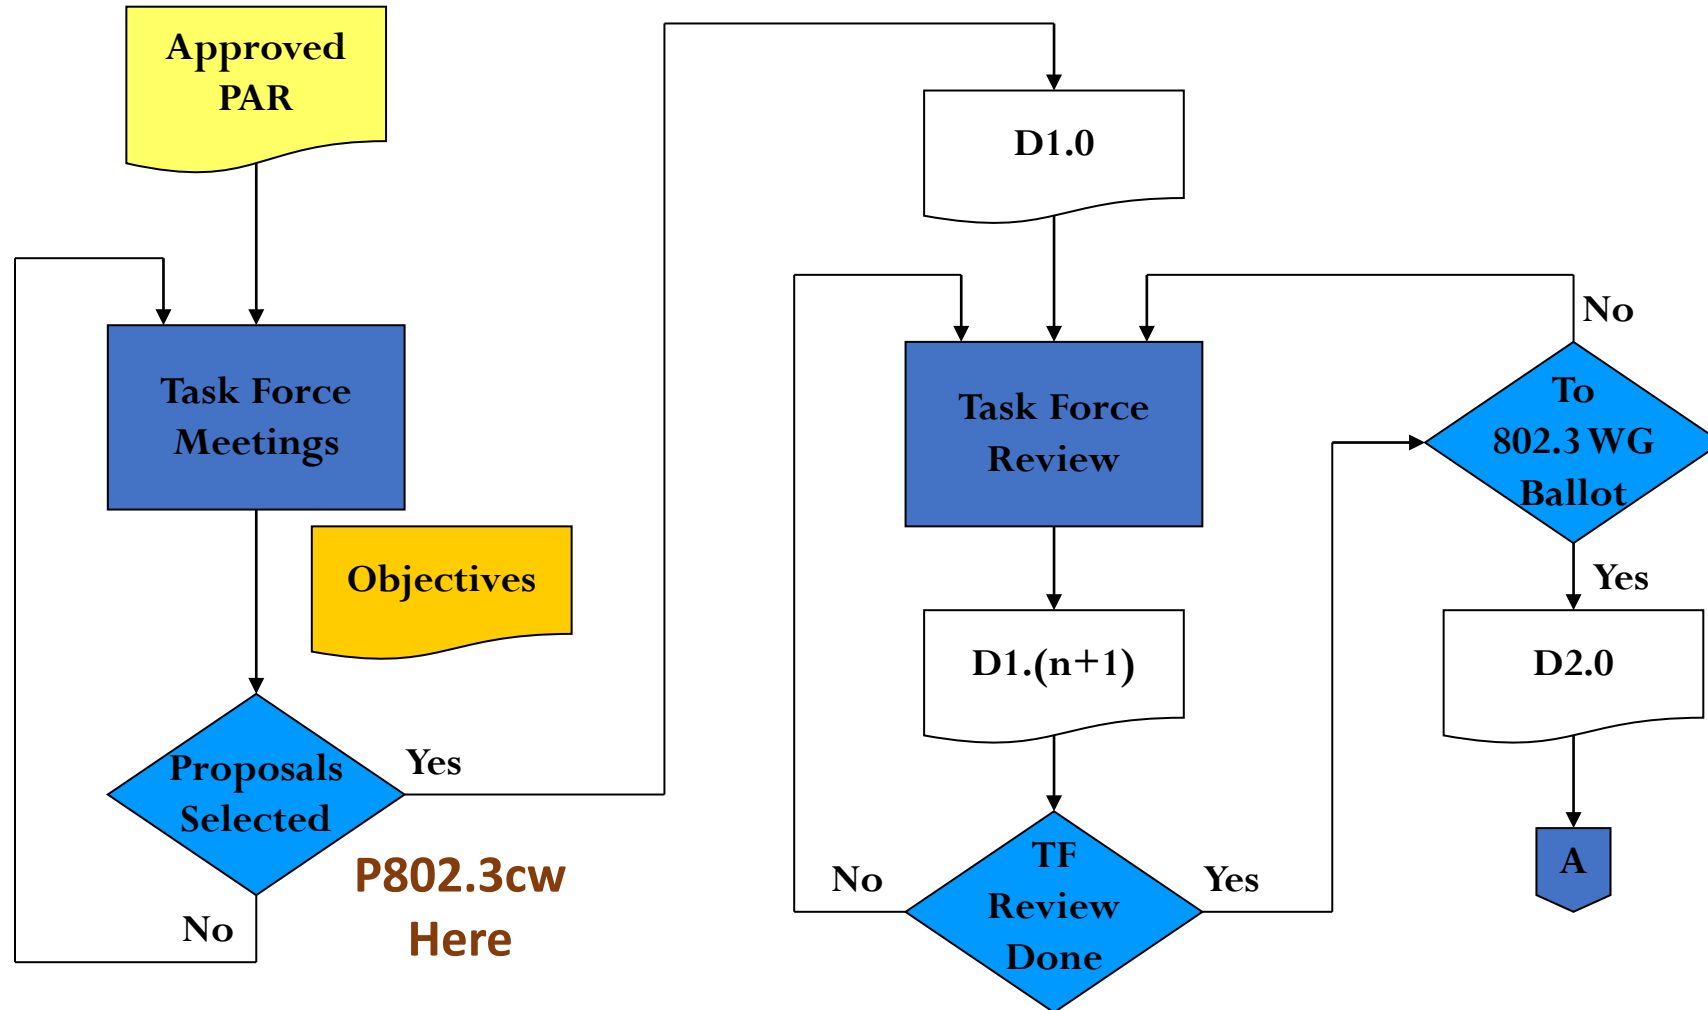 Approved
PAR
Task Force
Meetings
Objectives
Proposals
Selected
Yes
No
P802.3cw
Here
D1.0
Task Force
Review
D1.(n+1)
TF
Review
Done
No
Yes
To
802.3 WG
Ballot
No
Yes
D2.0
A